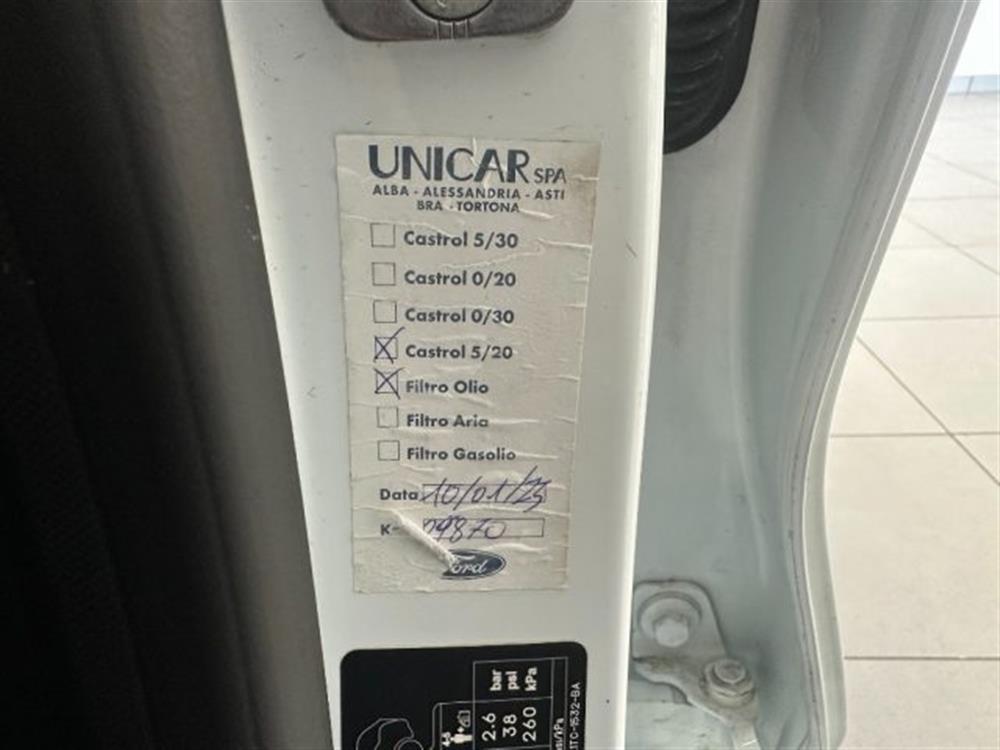 UNICAR SPA
ALBA - ALESSANDRIA - ASTI
BRA - TORTONA
Castrol 5/30
Castrol 0/20
Castrol 0/30
Castrol 5/20
Filtro Olio
Filtro Aria
Filtro Gasolio
Data 10/01/23
K- 09870
Ford
bar 2.6
psi 38
kPa 260